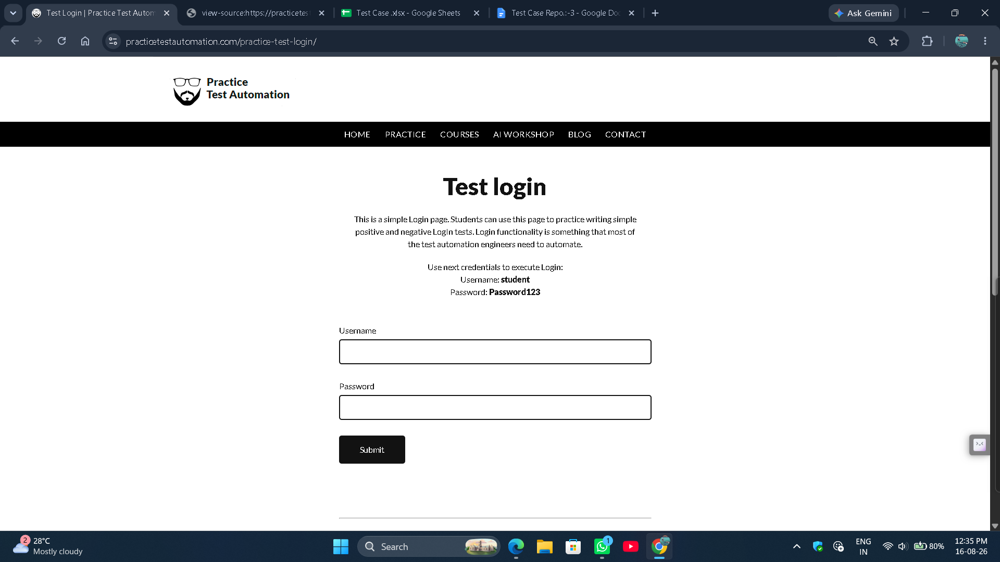 Test Login | Practice Test Autom
view-source:https://practicetes
Test Case .xlsx - Google Sheets
Test Case Repo.:-3 - Google Doc
Ask Gemini
practicetestautomation.com/practice-test-login/
Practice
Test Automation
HOME PRACTICE COURSES AI WORKSHOP BLOG CONTACT
Test login
This is a simple Login page. Students can use this page to practice writing simple
positive and negative LogIn tests. Login functionality is something that most of
the test automation engineers need to automate.
Use next credentials to execute Login:
Username: student
Password: Password123
Username
Password
Submit
2
28°C
Mostly cloudy
Search
1
ENG
IN
80%
12:35 PM
16-08-26